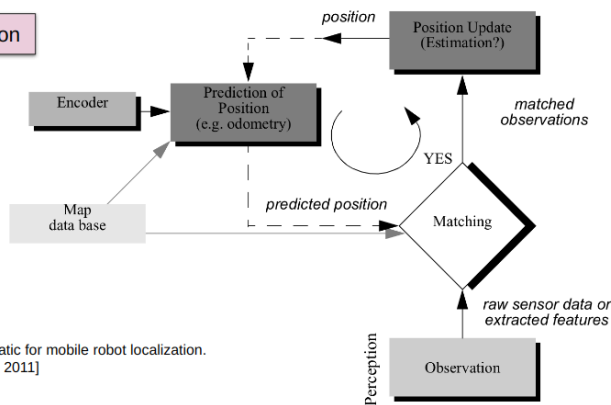 on
position
Position Update
(Estimation?)
Encoder
Prediction of
Position
(e.g. odometry)
matched
observations
YES
predicted position
Map
data base
Matching
raw sensor data or
extracted features
atic for mobile robot localization.
2011]
Perception
Observation